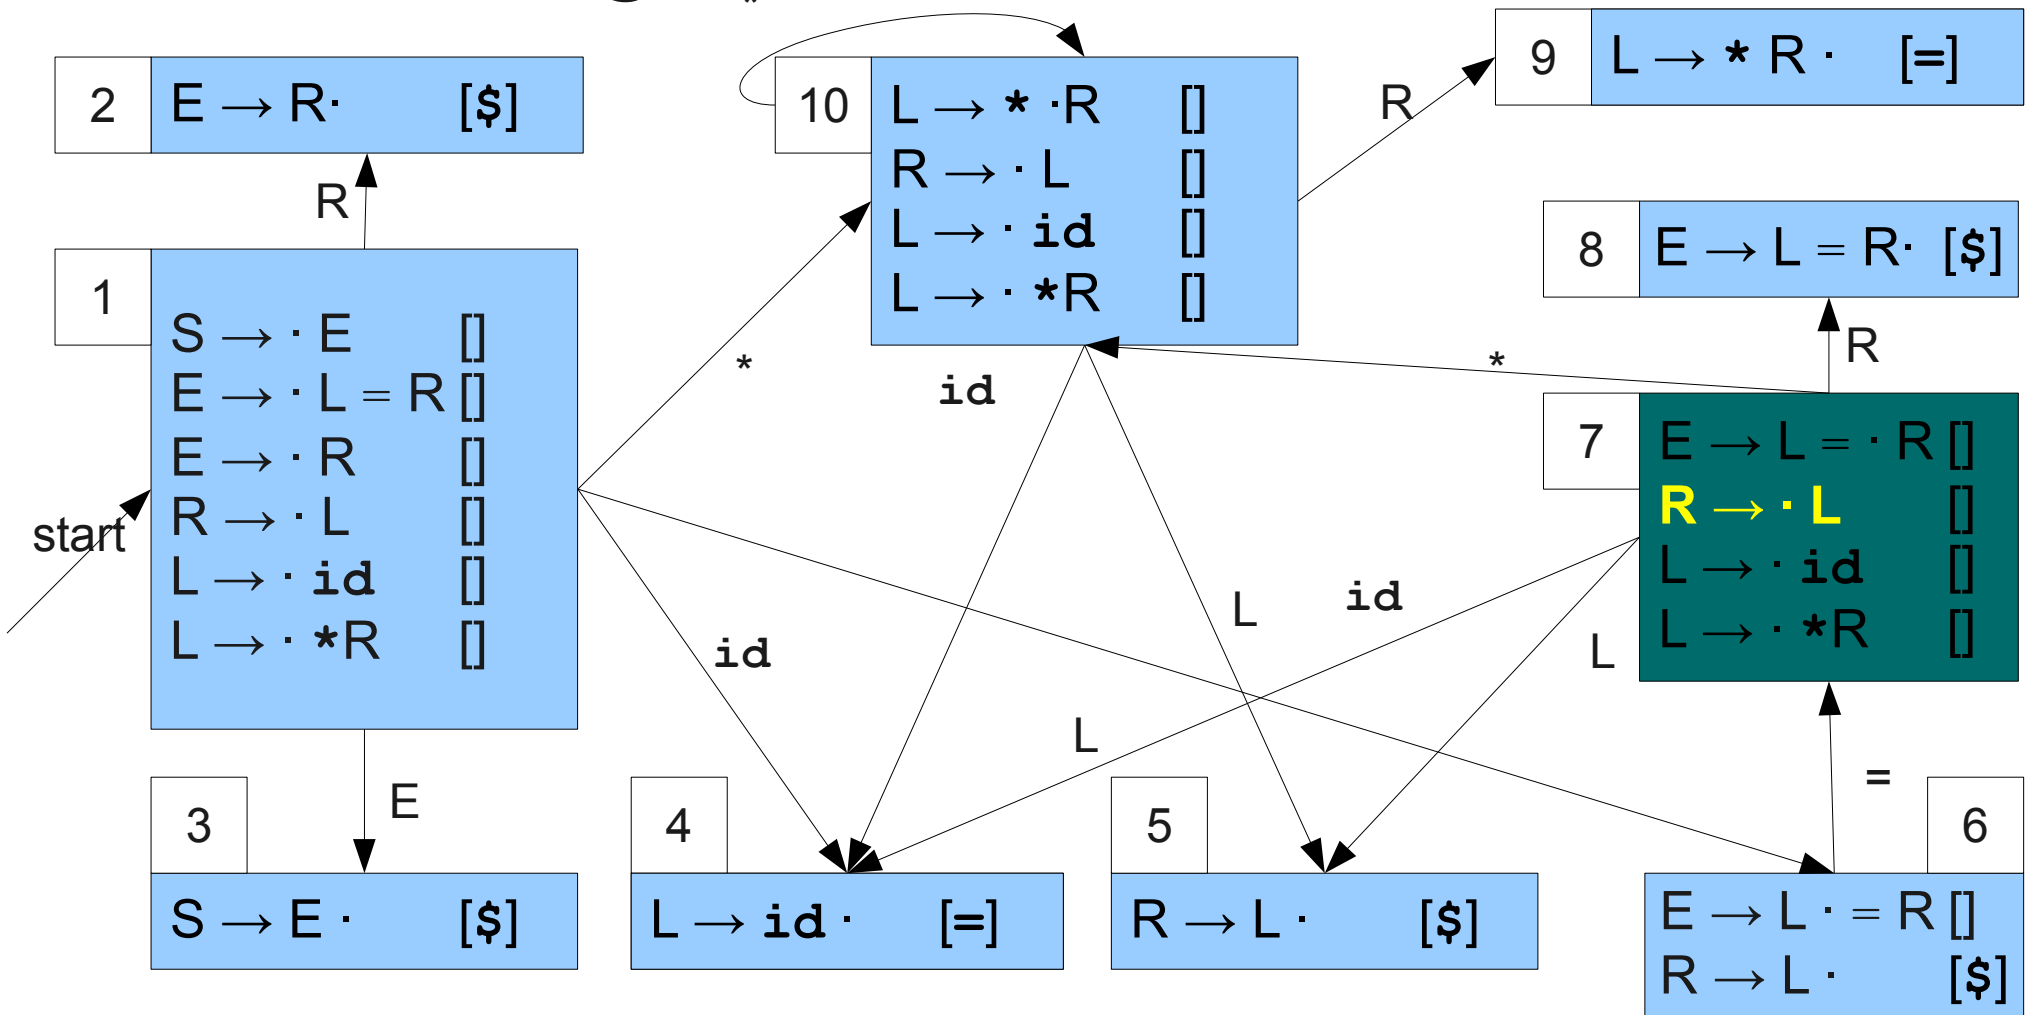 2
E → R· [$]
10
L → * ·R []
R → · L []
L → · id []
L → · *R []
9
L → * R · [=]
R
R
1
S → · E []
E → · L = R []
E → · R []
R → · L []
L → · id []
L → · *R []
start
*
id
*
8
E → L = R· [$]
R
7
E → L = · R []
R → · L []
L → · id []
L → · *R []
id
L
id
L
L
E
=
3
S → E · [$]
4
L → id · [=]
5
R → L · [$]
6
E → L · = R []
R → L · [$]